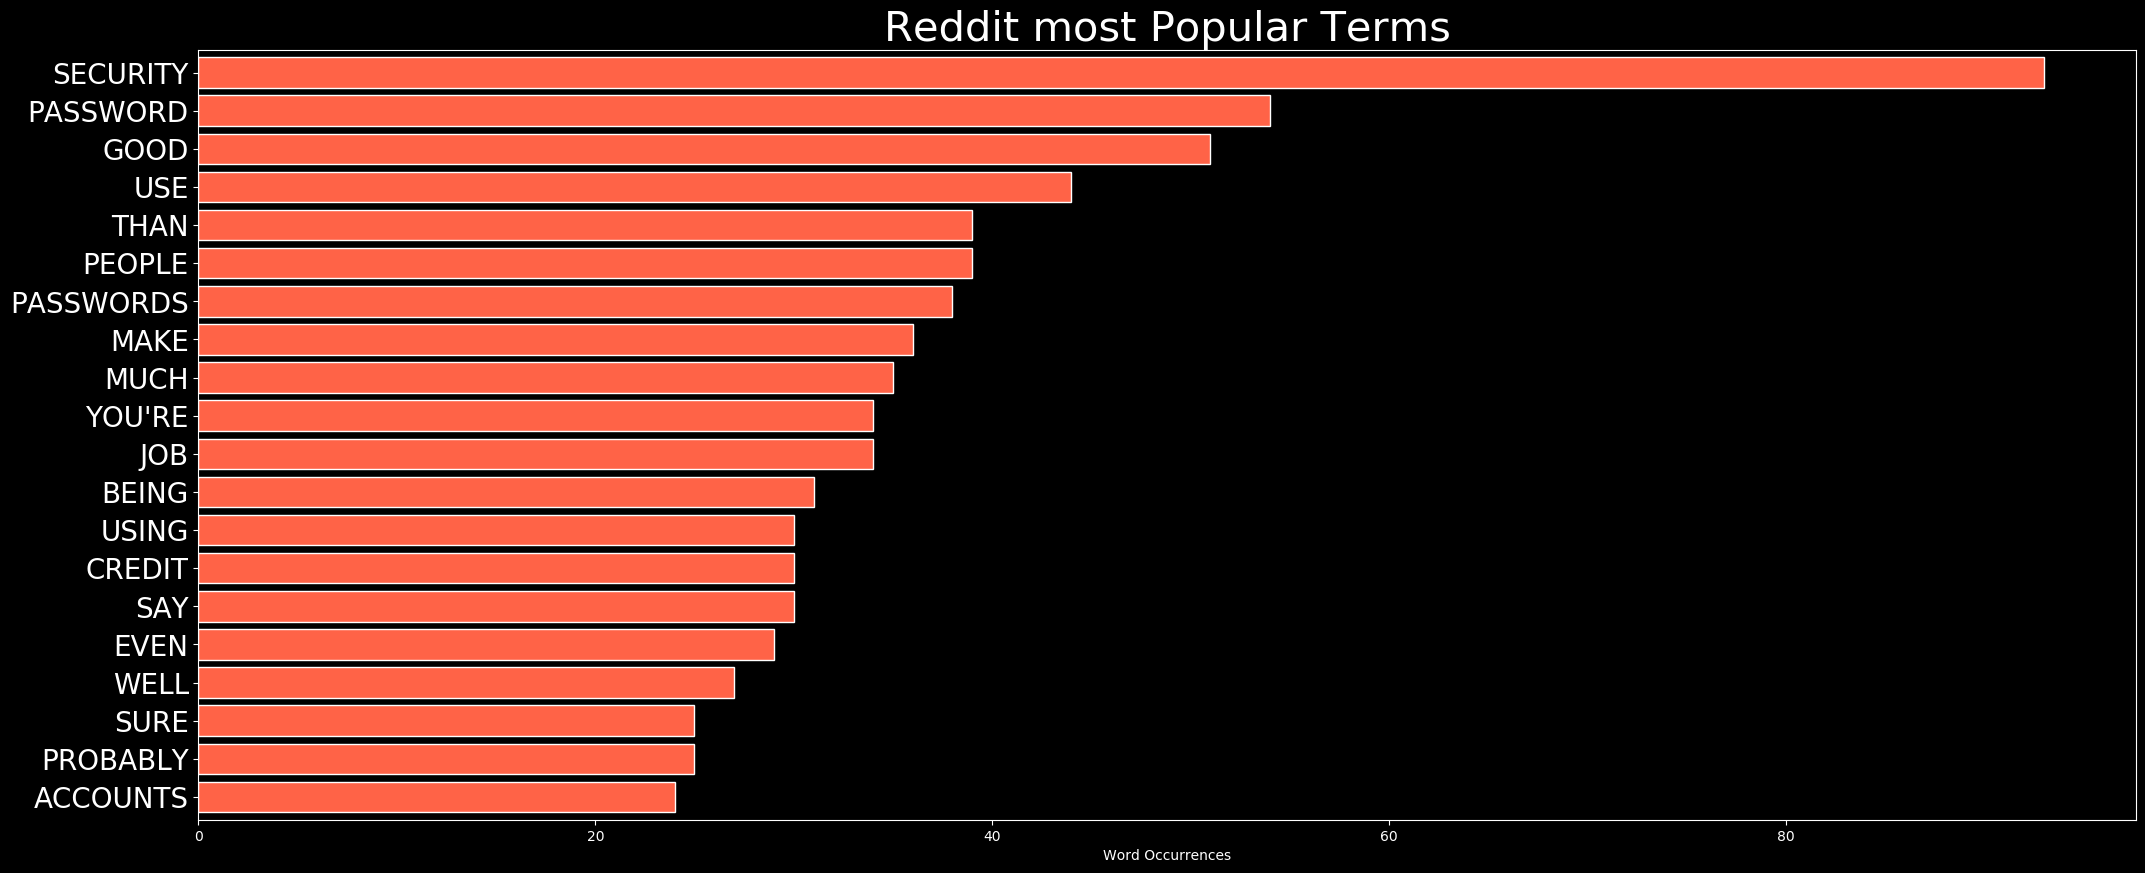 Reddit most Popular Terms
SECURITY
PASSWORD
GOOD
USE
THAN
PEOPLE
PASSWORDS
MAKE
MUCH
YOU'RE
JOB
BEING
USING
CREDIT
SAY
EVEN
WELL
SURE
PROBABLY
ACCOUNTS
0 20 40 60 80
Word Occurrences